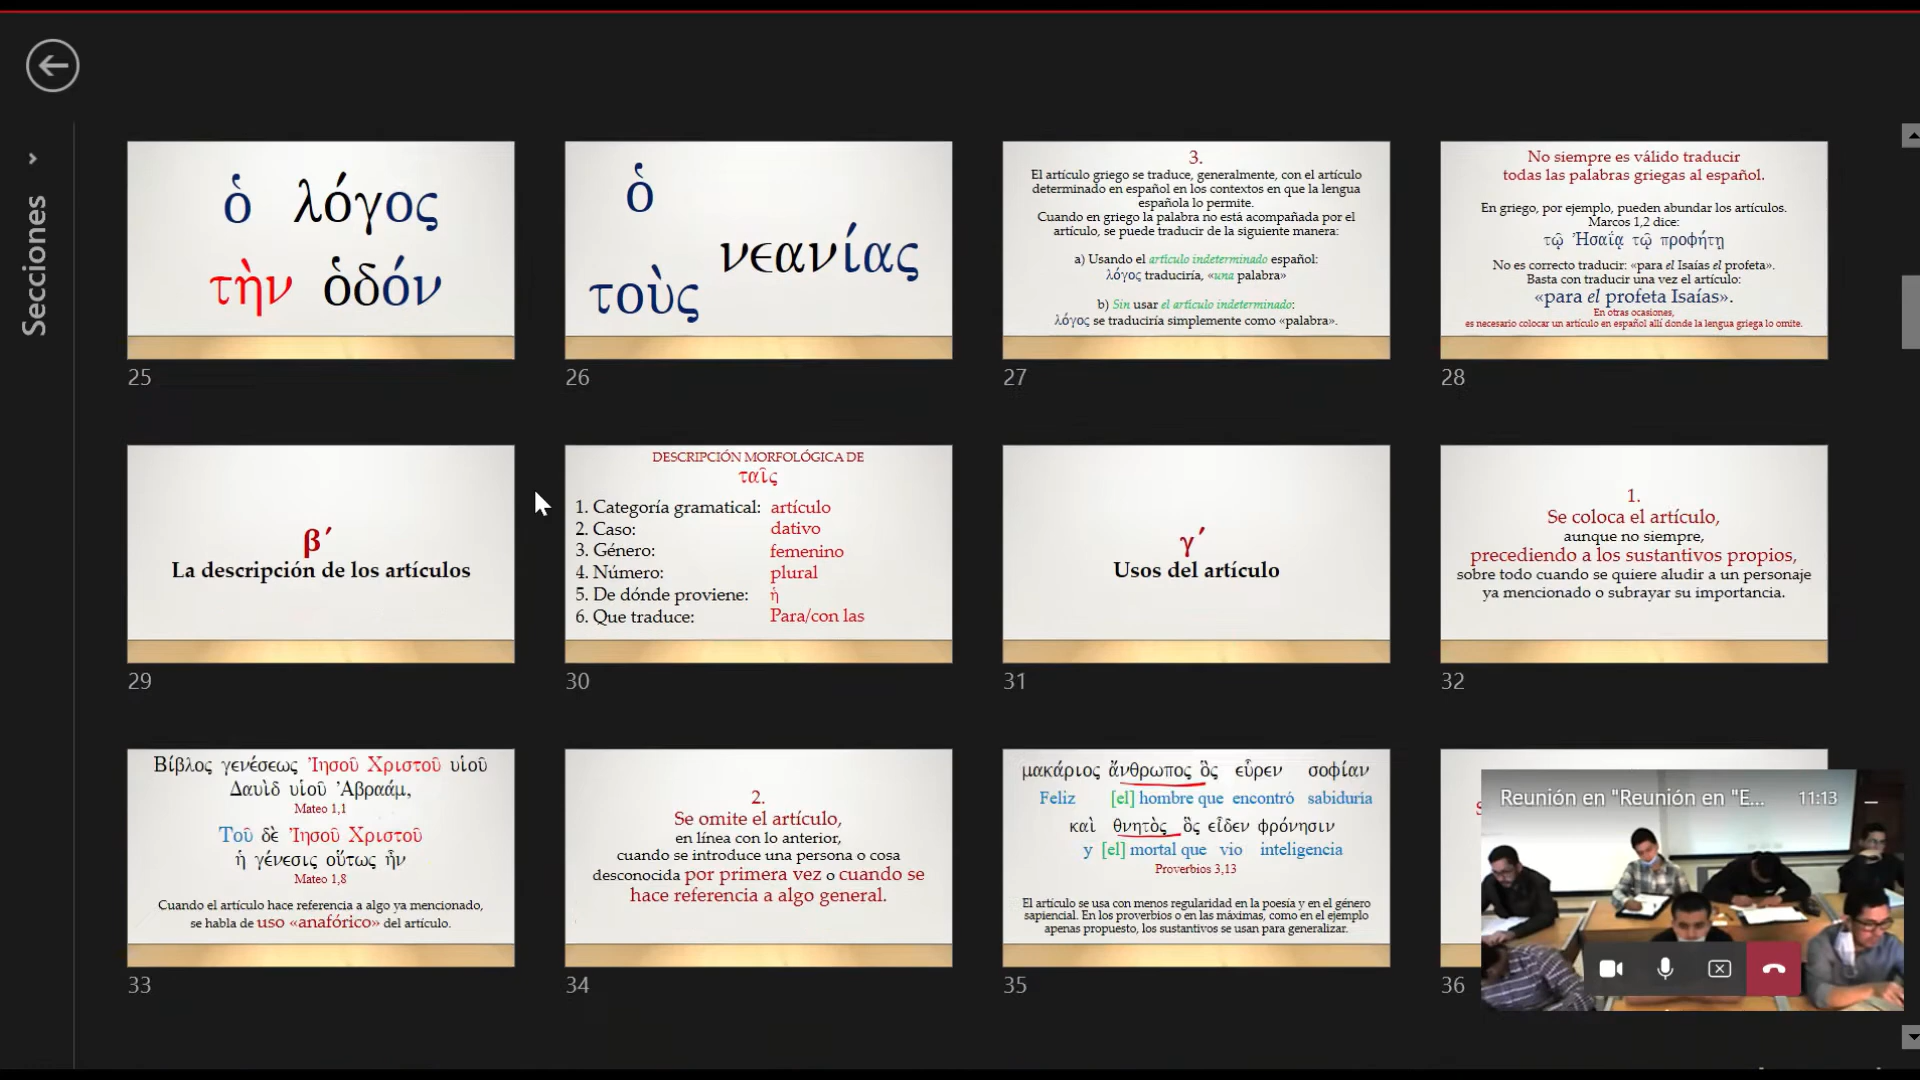 Secciones
ὁ λόγος
τὴν ὁδόν
25
ὁ
νεανίας
τοὺς
26
3.
El artículo griego se traduce, generalmente, con el artículo
determinado en español en los contextos en que la lengua
española lo permite.
Cuando en griego la palabra no está acompañada por el
artículo, se puede traducir de la siguiente manera:
a) Usando el artículo indeterminado español:
λόγος traduciría, «una palabra»
b) Sin usar el artículo indeterminado:
λόγος se traduciría simplemente como «palabra».
27
No siempre es válido traducir
todas las palabras griegas al español.
En griego, por ejemplo, pueden abundar los artículos.
Marcos 1,2 dice:
τῷ Ἠσαΐᾳ τῷ προφήτῃ
No es correcto traducir: «para el Isaías el profeta».
Basta con traducir una vez el artículo:
«para el profeta Isaías».
En otras ocasiones,
es necesario colocar un artículo en español allí donde la lengua griega lo omite.
28
β´
La descripción de los artículos
29
DESCRIPCIÓN MORFOLÓGICA DE
ταῖς
1. Categoría gramatical: artículo
2. Caso: dativo
3. Género: femenino
4. Número: plural
5. De dónde proviene: ἡ
6. Que traduce: Para/con las
30
γ´
Usos del artículo
31
1.
Se coloca el artículo,
aunque no siempre,
precediendo a los sustantivos propios,
sobre todo cuando se quiere aludir a un personaje
ya mencionado o subrayar su importancia.
32
Βίβλος γενέσεως Ἰησοῦ Χριστοῦ υἱοῦ
Δαυὶδ υἱοῦ Ἀβραάμ,
Mateo 1,1
Τοῦ δὲ Ἰησοῦ Χριστοῦ
ἡ γένεσις οὕτως ἦν
Mateo 1,8
Cuando el artículo hace referencia a algo ya mencionado,
se habla de uso «anafórico» del artículo.
33
2.
Se omite el artículo,
en línea con lo anterior,
cuando se introduce una persona o cosa
desconocida por primera vez o cuando se
hace referencia a algo general.
34
μακάριος ἄνθρωπος ὃς εὗρεν σοφίαν
Feliz [el] hombre que encontró sabiduría
καὶ θνητὸς ὃς εἶδεν φρόνησιν
y [el] mortal que vio inteligencia
Proverbios 3,13
El artículo se usa con menos regularidad en la poesía y en el género
sapiencial. En los proverbios o en las máximas, como en el ejemplo
apenas propuesto, los sustantivos se usan para generalizar.
35
36
Reunión en "Reunión en "E... 11:13